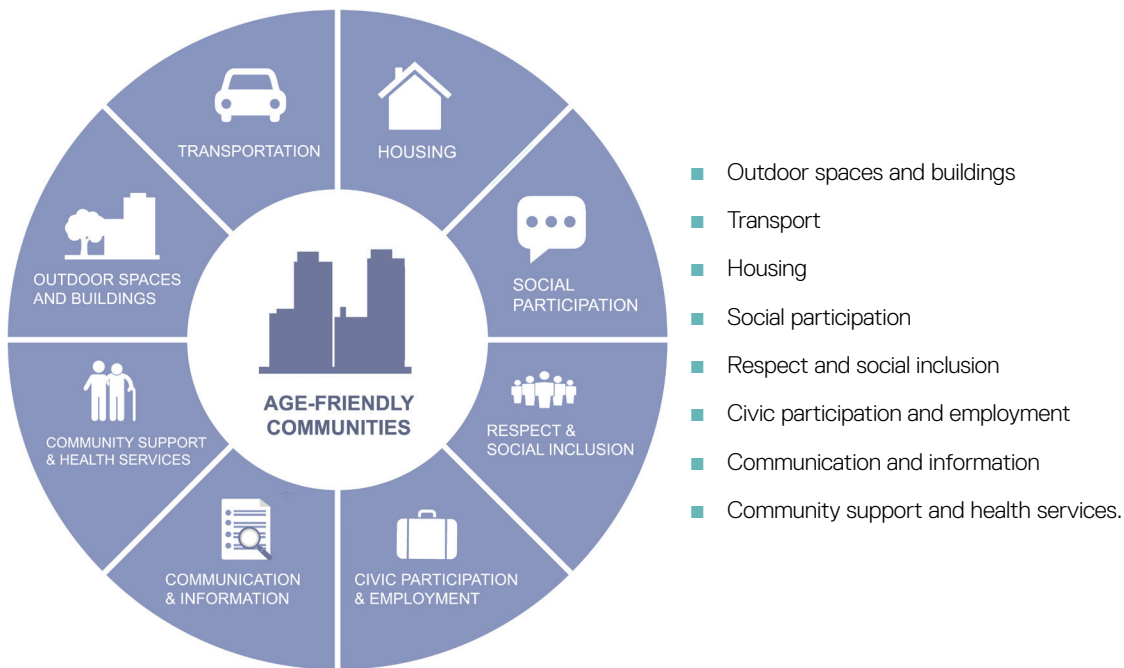 TRANSPORTATION
HOUSING
SOCIAL
PARTICIPATION
RESPECT &
SOCIAL INCLUSION
CIVIC PARTICIPATION
& EMPLOYMENT
COMMUNICATION
& INFORMATION
COMMUNITY SUPPORT
& HEALTH SERVICES
OUTDOOR SPACES
AND BUILDINGS
AGE-FRIENDLY
COMMUNITIES
Outdoor spaces and buildings
Transport
Housing
Social participation
Respect and social inclusion
Civic participation and employment
Communication and information
Community support and health services.